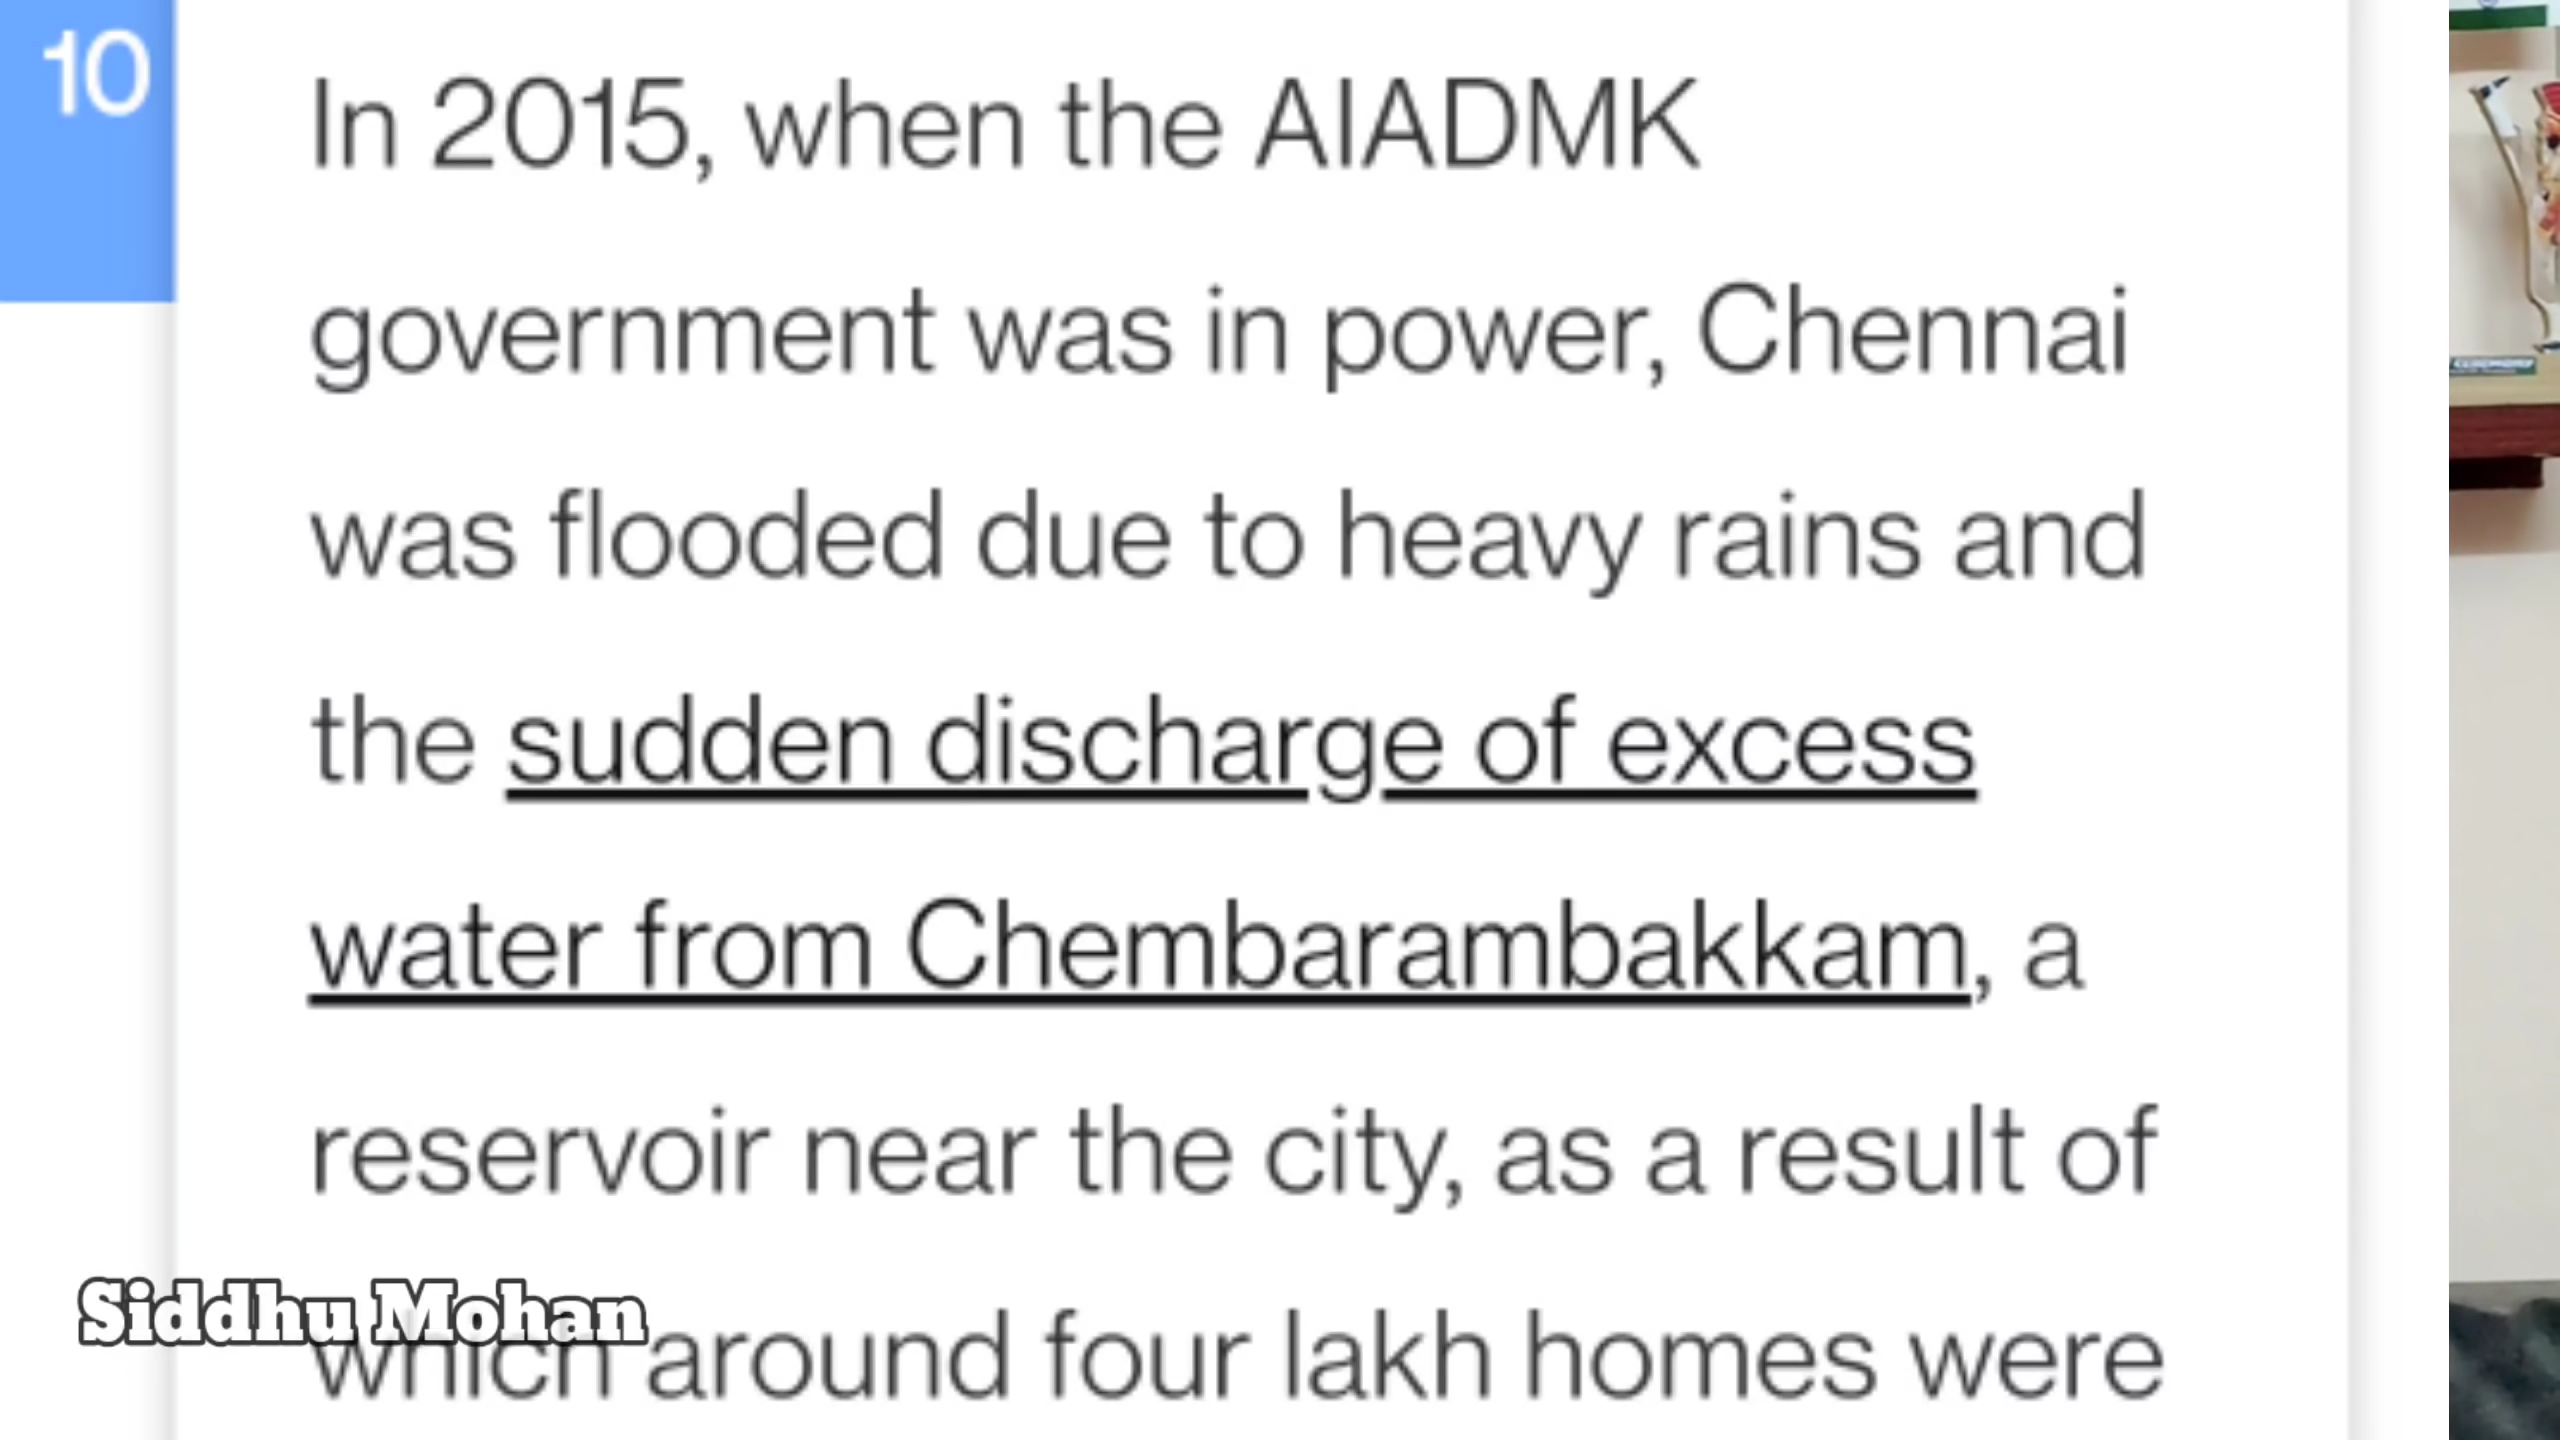 10
In 2015, when the AIADMK
government was in power, Chennai
was flooded due to heavy rains and
the sudden discharge of excess
water from Chembarambakkam, a
reservoir near the city, as a result of
Siddhu Mohan
which around four lakh homes were